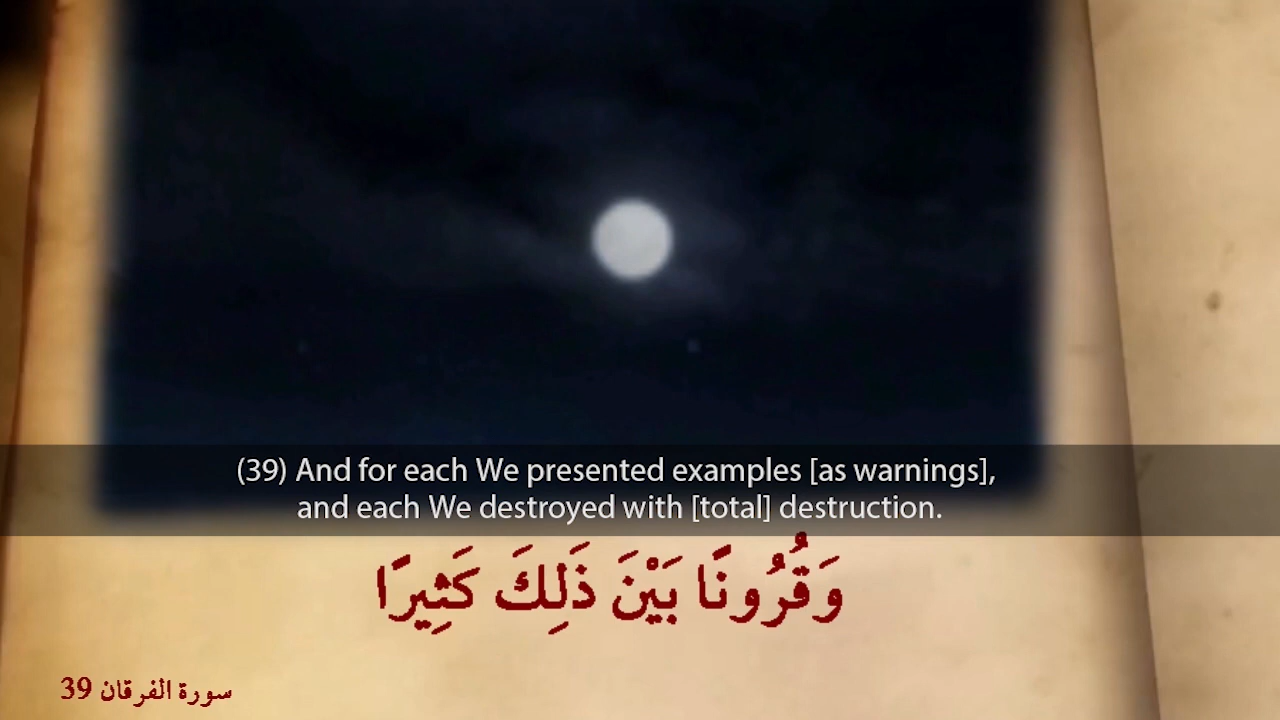 (39) And for each We presented examples [as warnings],
and each We destroyed with [total] destruction.
وَقُرُونًا بَيْنَ ذَلِكَ كَثِيرًا
سورة الفرقان 39